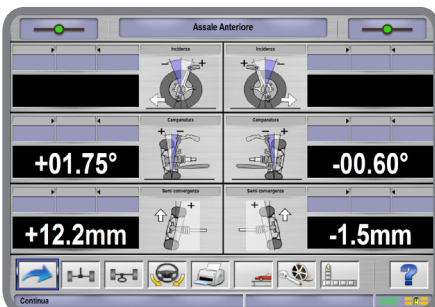 Assale Anteriore
Incidenza
Incidenza
- +
- +
Campanatura
Campanatura
+ -
- +
+01.75°
-00.60°
Semi convergenza
Semi convergenza
+
+
+12.2mm
-1.5mm
?
Continua